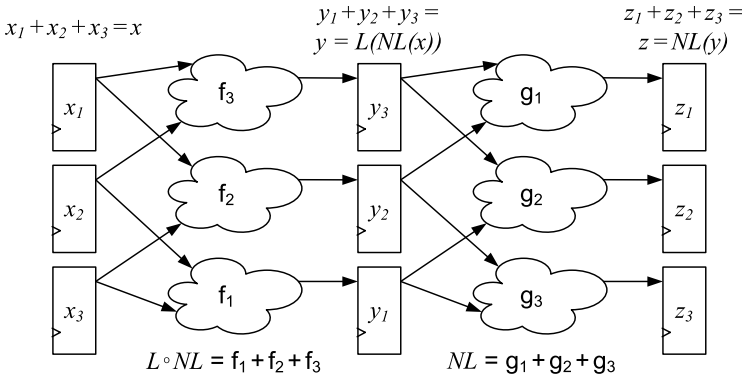 x₁+x₂+x₃=x
y₁+y₂+y₃=
y = L(NL(x))
z₁+z₂+z₃=
z=NL(y)
x₁ f₃ y₃ g₁ z₁
x₂ f₂ y₂ g₂ z₂
x₃ f₁ y₁ g₃ z₃
L∘NL = f₁+f₂+f₃
NL = g₁+g₂+g₃